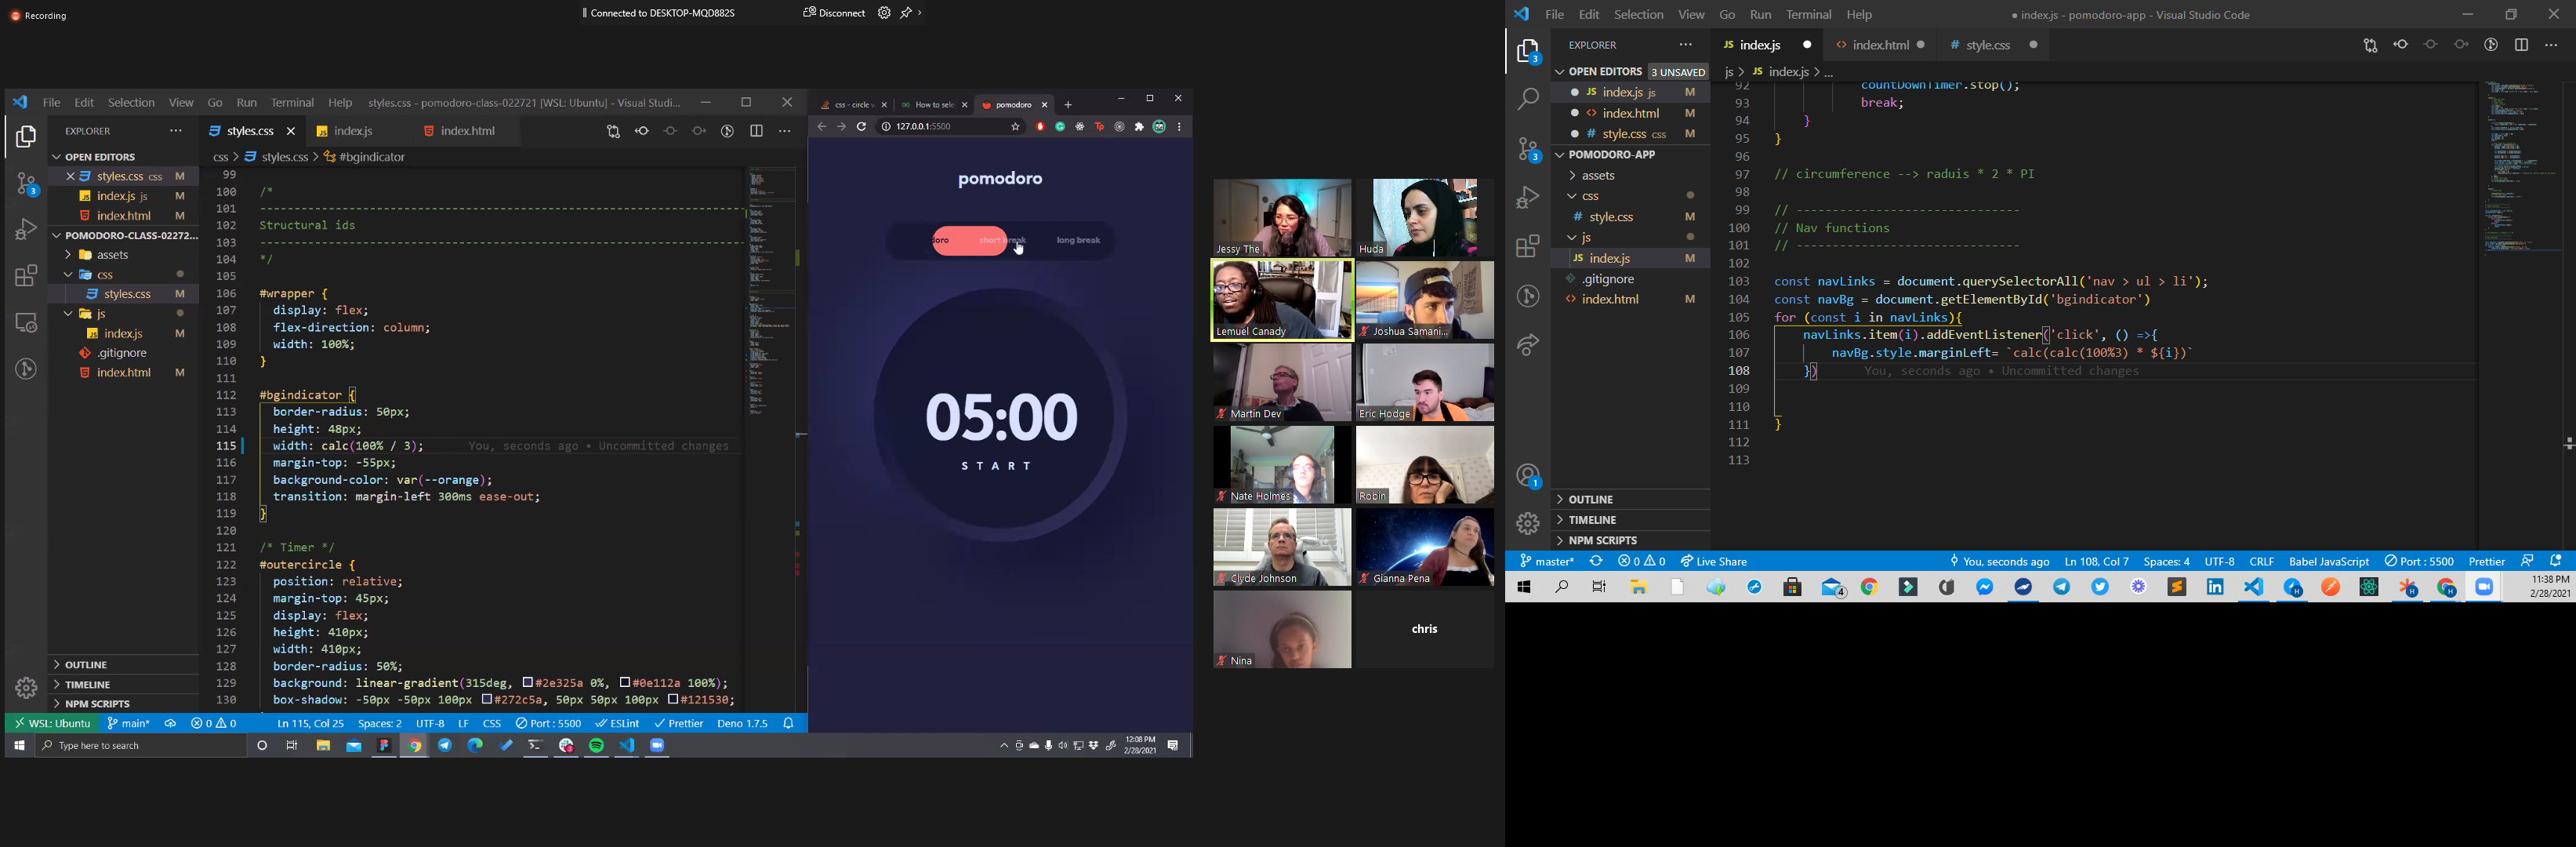 Recording
Connected to DESKTOP-MQD882S
Disconnect
File Edit Selection View Go Run Terminal Help styles.css - pomodoro-class-022721 [WSL: Ubuntu] - Visual Studi...
EXPLORER
styles.css
index.js
index.html
OPEN EDITORS
css > styles.css > #bgindicator
styles.css css M
index.js js M
index.html M
POMODORO-CLASS-02272...
assets
css
styles.css M
js
index.js M
.gitignore
index.html M
OUTLINE
TIMELINE
NPM SCRIPTS
3
99
100 /*
101 --------------------------------------------------------------------------
102 Structural ids
103 --------------------------------------------------------------------------
104 */
105
106 #wrapper {
107 display: flex;
108 flex-direction: column;
109 width: 100%;
110 }
111
112 #bgindicator {
113 border-radius: 50px;
114 height: 48px;
115 width: calc(100% / 3); You, seconds ago • Uncommitted changes
116 margin-top: -55px;
117 background-color: var(--orange);
118 transition: margin-left 300ms ease-out;
119 }
120
121 /* Timer */
122 #outercircle {
123 position: relative;
124 margin-top: 45px;
125 display: flex;
126 height: 410px;
127 width: 410px;
128 border-radius: 50%;
129 background: linear-gradient(315deg, #2e325a 0%, #0e112a 100%);
130 box-shadow: -50px -50px 100px #272c5a, 50px 50px 100px #121530;
WSL: Ubuntu main* 0 0 Ln 115, Col 25 Spaces: 2 UTF-8 LF CSS Port : 5500 ESLint Prettier Deno 1.7.5
Type here to search
12:08 PM
2/28/2021
css - circle
How to sele
pomodoro
127.0.0.1:5500
pomodoro
doro short break long break
05:00
START
Jessy The
Huda
Lemuel Canady
Joshua Samani...
Martin Dev
Eric Hodge
Nate Holmes
Robin
Clyde Johnson
Gianna Pena
Nina
chris
File Edit Selection View Go Run Terminal Help ● index.js - pomodoro-app - Visual Studio Code
EXPLORER
JS index.js
index.html
# style.css
OPEN EDITORS 3 UNSAVED
js > JS index.js > ...
JS index.js js M
index.html M
# style.css css M
POMODORO-APP
assets
css
# style.css M
js
JS index.js M
.gitignore
index.html M
OUTLINE
TIMELINE
NPM SCRIPTS
3
3
1
92 countDownTimer.stop();
93 break;
94 }
95 }
96
97 // circumference --> raduis * 2 * PI
98
99 // -------------------------------
100 // Nav functions
101 // -------------------------------
102
103 const navLinks = document.querySelectorAll('nav > ul > li');
104 const navBg = document.getElementById('bgindicator')
105 for (const i in navLinks){
106 navLinks.item(i).addEventListener('click', () =>{
107 navBg.style.marginLeft= `calc(calc(100%3) * ${i})`
108 }) You, seconds ago • Uncommitted changes
109
110
111 }
112
113
master* 0 0 Live Share You, seconds ago Ln 108, Col 7 Spaces: 4 UTF-8 CRLF Babel JavaScript Port : 5500 Prettier
4
11:38 PM
2/28/2021